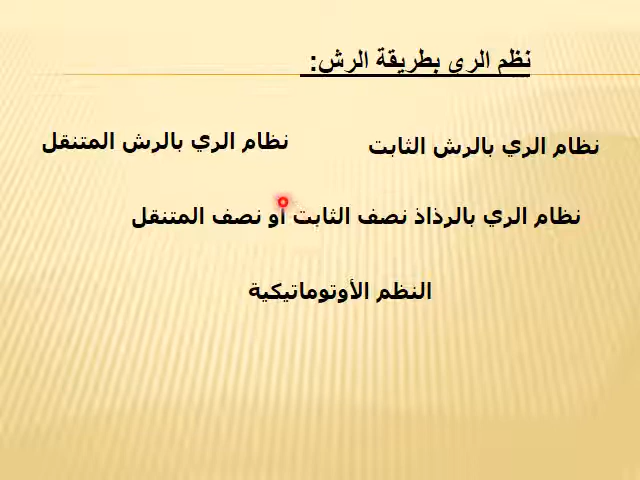 نظم الري بطريقة الرش:
نظام الري بالرش الثابت
نظام الري بالرش المتنقل
نظام الري بالرذاذ نصف الثابت أو نصف المتنقل
النظم الأوتوماتيكية